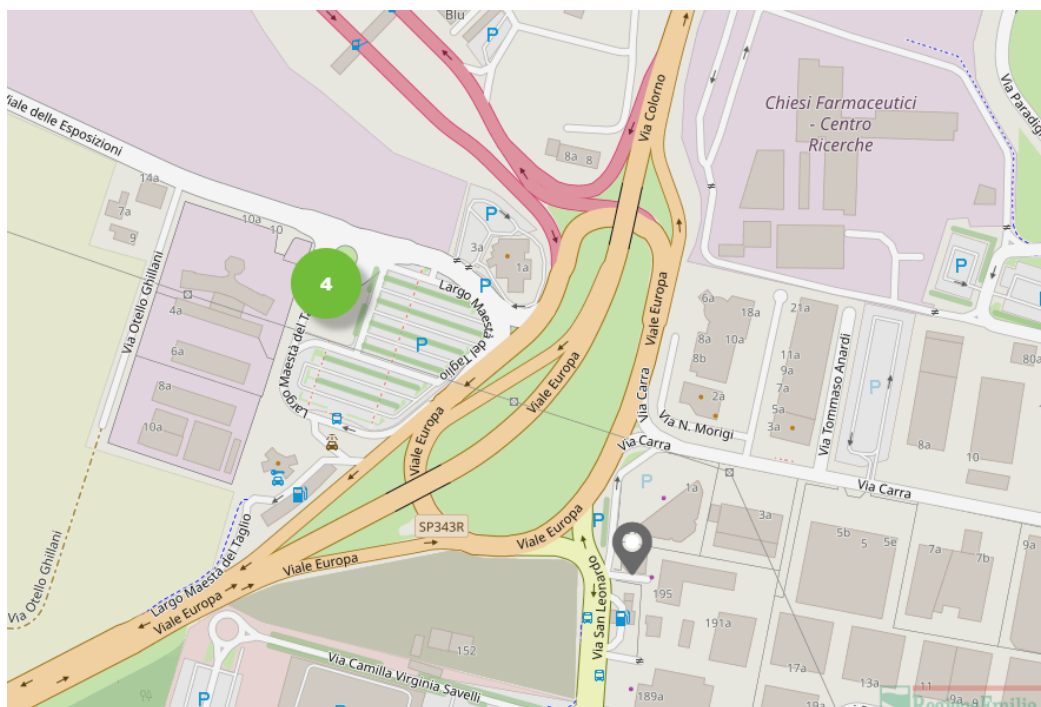 Blu
Viale delle Esposizioni
14a
7a
9
10a
10
4
4a
6a
8a
10a
Via Otello Ghillani
Via Otello Ghillani
8a 8
3a
1a
Largo Maestà del Taglio
Largo Maestà del
Viale Europa
Viale Europa
Viale Europa
Via Colorno
Chiesi Farmaceutici
- Centro
Ricerche
6a
18a
8a
10a
8b
2a
21a
11a
9a
7a
5a
3a
80a
8a
10
Via Carra
Via N. Morigi
Via Tommaso Anardi
Via Carra
Via Carra
SP343R
Viale Europa
Viale Europa
Viale Europa
Largo Maestà del Taglio
Via San Leonardo
1a
3a
5b
5
5e
7a
7b
9a
195
191a
189a
17a
13a
11
152
Via Camilla Virginia Savelli